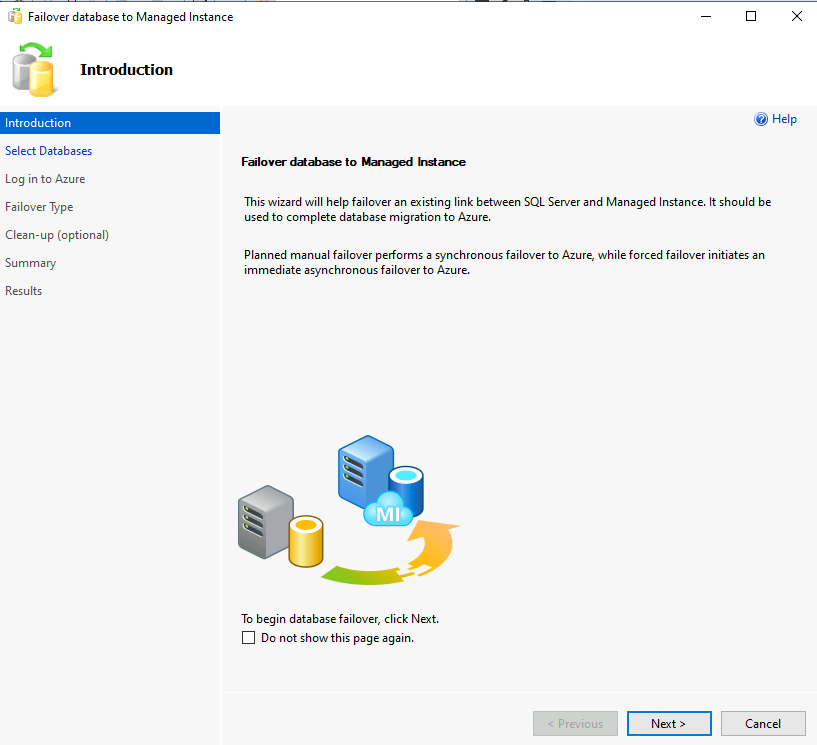 Failover database to Managed Instance
Introduction
Introduction
Select Databases
Log in to Azure
Failover Type
Clean-up (optional)
Summary
Results
? Help
Failover database to Managed Instance
This wizard will help failover an existing link between SQL Server and Managed Instance. It should be
used to complete database migration to Azure.
Planned manual failover performs a synchronous failover to Azure, while forced failover initiates an
immediate asynchronous failover to Azure.
MI
To begin database failover, click Next.
Do not show this page again.
< Previous
Next >
Cancel